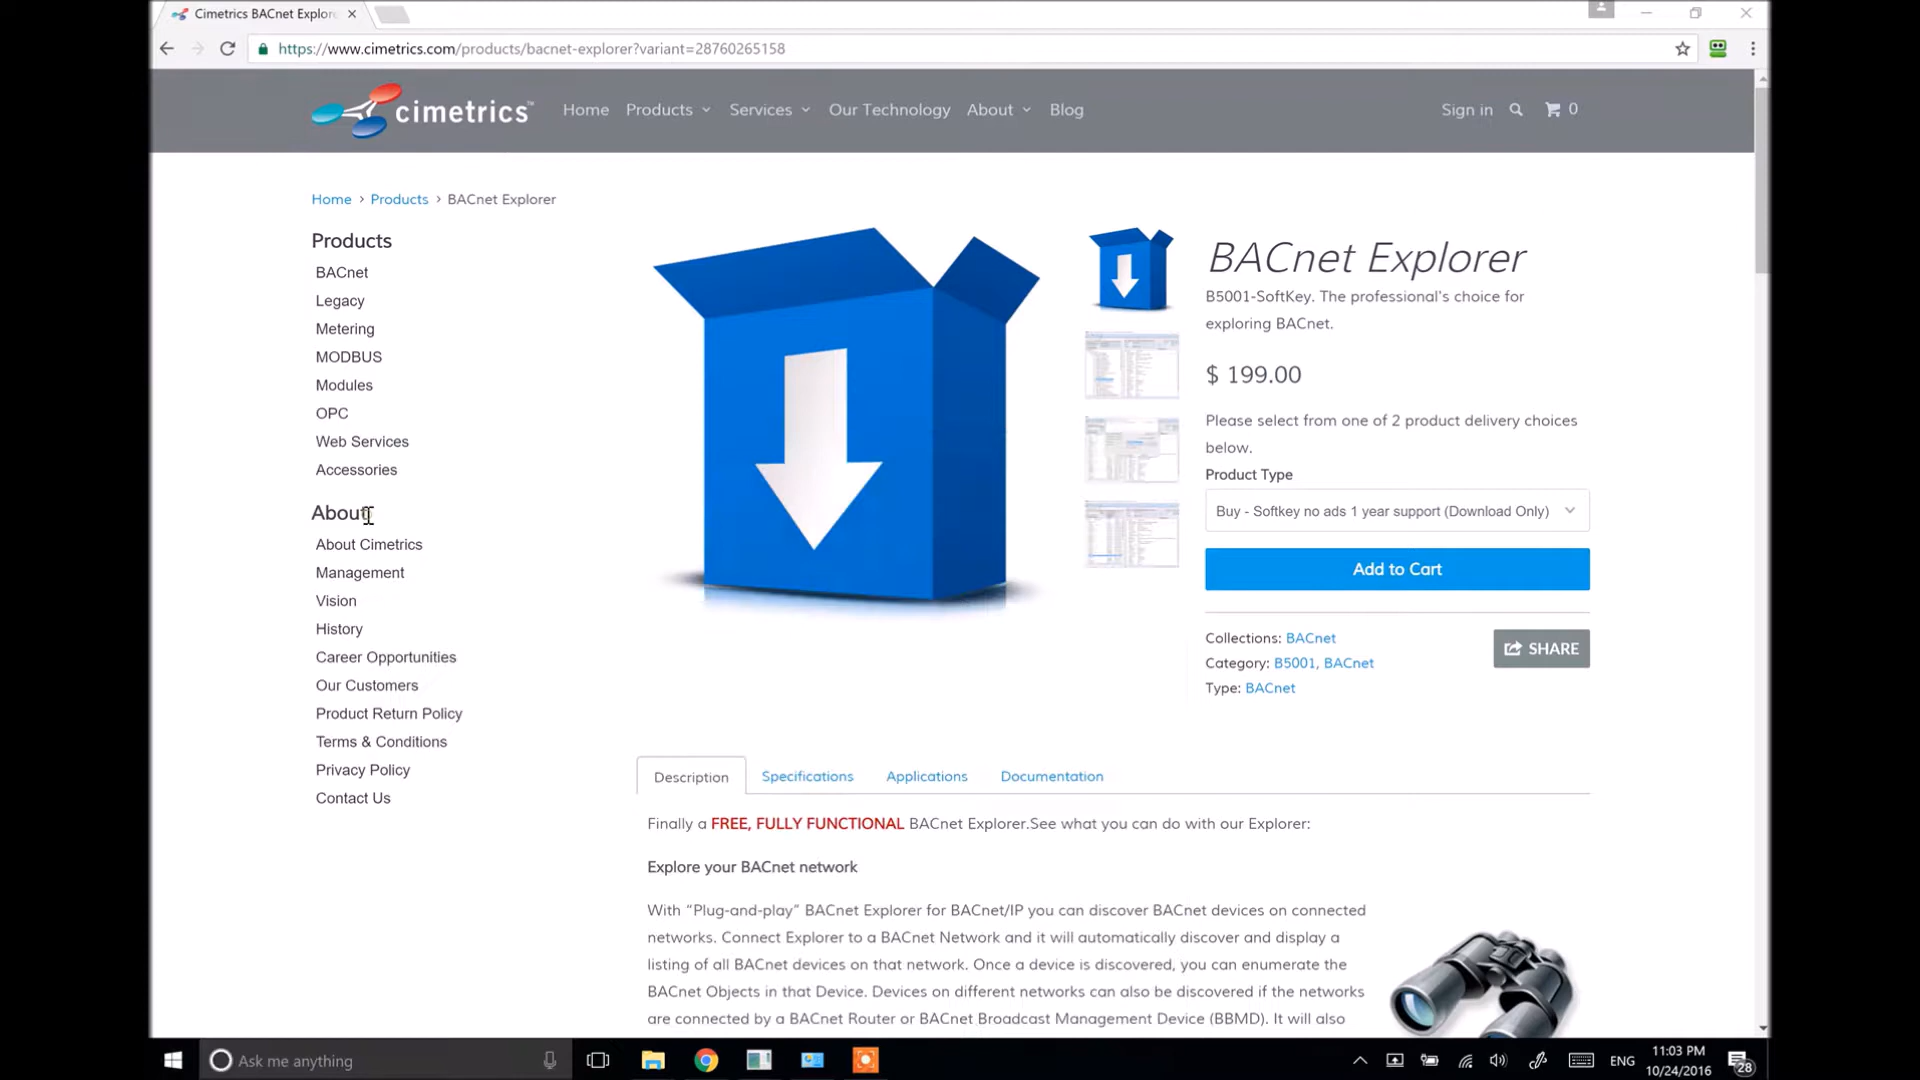 Cimetrics BACnet Explor
https://www.cimetrics.com/products/bacnet-explorer?variant=28760265158
cimetrics™ Home Products Services Our Technology About Blog Sign in 0
Home › Products › BACnet Explorer
Products
BACnet
Legacy
Metering
MODBUS
Modules
OPC
Web Services
Accessories
About
About Cimetrics
Management
Vision
History
Career Opportunities
Our Customers
Product Return Policy
Terms & Conditions
Privacy Policy
Contact Us
BACnet Explorer
B5001-SoftKey. The professional's choice for
exploring BACnet.
$ 199.00
Please select from one of 2 product delivery choices
below.
Product Type
Buy - Softkey no ads 1 year support (Download Only)
Add to Cart
Collections: BACnet
Category: B5001, BACnet
Type: BACnet
SHARE
Description Specifications Applications Documentation
Finally a FREE, FULLY FUNCTIONAL BACnet Explorer.See what you can do with our Explorer:
Explore your BACnet network
With “Plug-and-play” BACnet Explorer for BACnet/IP you can discover BACnet devices on connected
networks. Connect Explorer to a BACnet Network and it will automatically discover and display a
listing of all BACnet devices on that network. Once a device is discovered, you can enumerate the
BACnet Objects in that Device. Devices on different networks can also be discovered if the networks
are connected by a BACnet Router or BACnet Broadcast Management Device (BBMD). It will also
Ask me anything
ENG
11:03 PM
10/24/2016
28